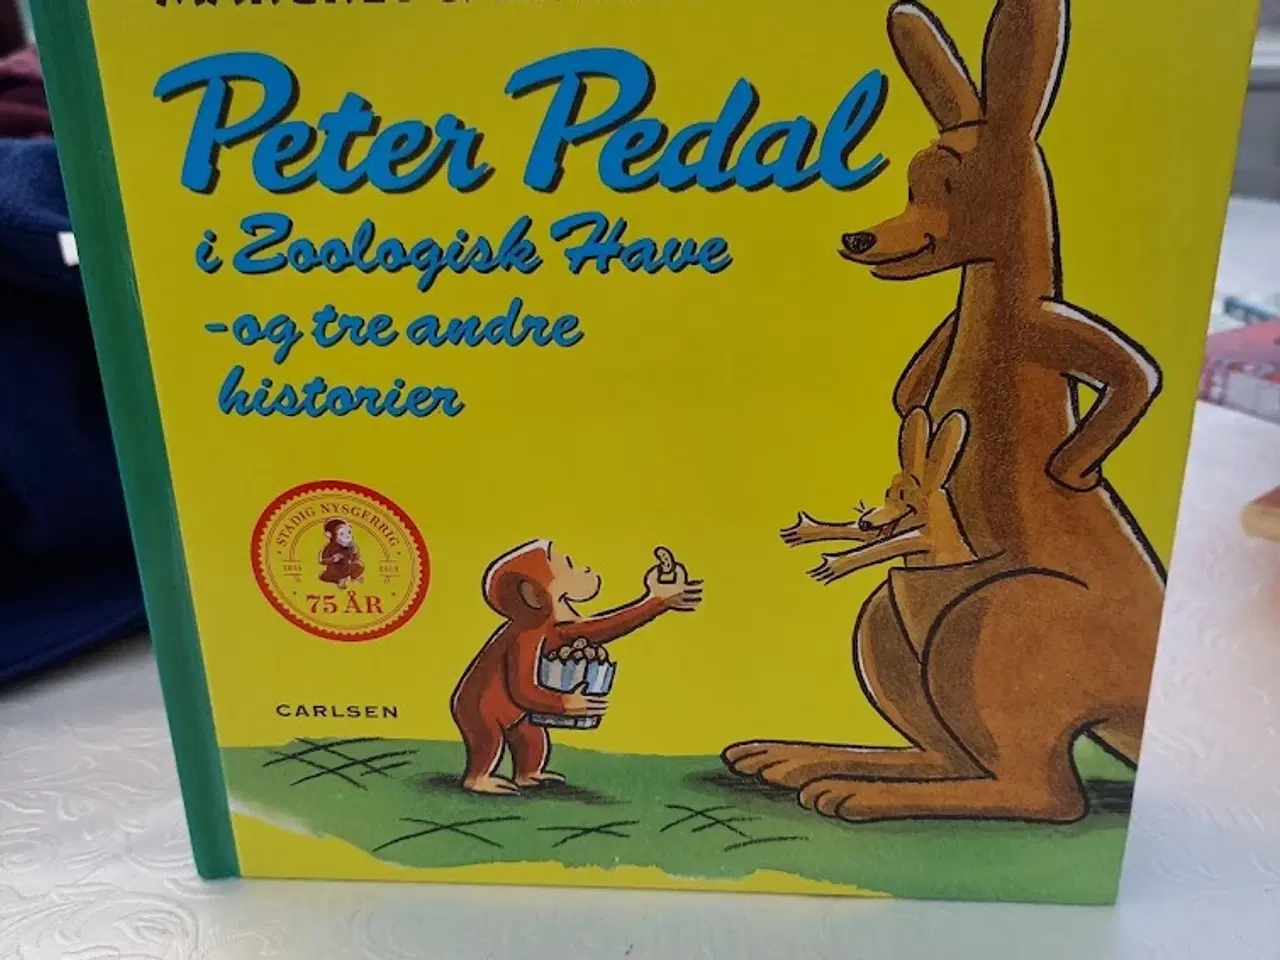 Peter Pedal
i Zoologisk Have
-og tre andre
historier
STADIG NYSGERRIG
75 ÅR
CARLSEN